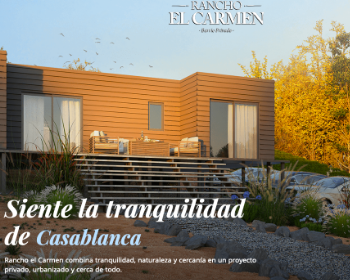 RANCHO
EL CARMEN
- Barrio Privado -
Siente la tranquilidad
de Casablanca
Rancho el Carmen combina tranquilidad, naturaleza y cercanía en un proyecto
privado, urbanizado y cerca de todo.